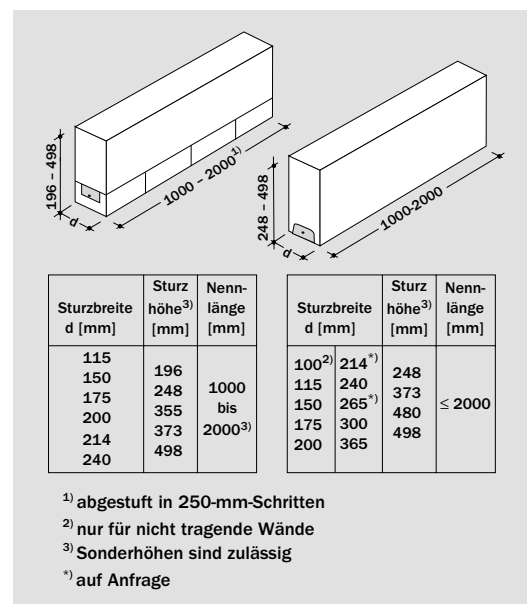 196 – 498
d
1000 – 2000¹⁾
248 – 498
d
1000-2000
Sturzbreite d [mm]
Sturz höhe³⁾ [mm]
Nenn-länge [mm]
115
150
175
200
214
240
196
248
355
373
498
1000
bis
2000³⁾
Sturzbreite d [mm]
Sturz höhe³⁾ [mm]
Nenn-länge [mm]
100²⁾ 214*⁾
115 240
150 265*⁾
175 300
200 365
248
373
480
498
≤ 2000
¹⁾ abgestuft in 250-mm-Schritten
²⁾ nur für nicht tragende Wände
³⁾ Sonderhöhen sind zulässig
*⁾ auf Anfrage